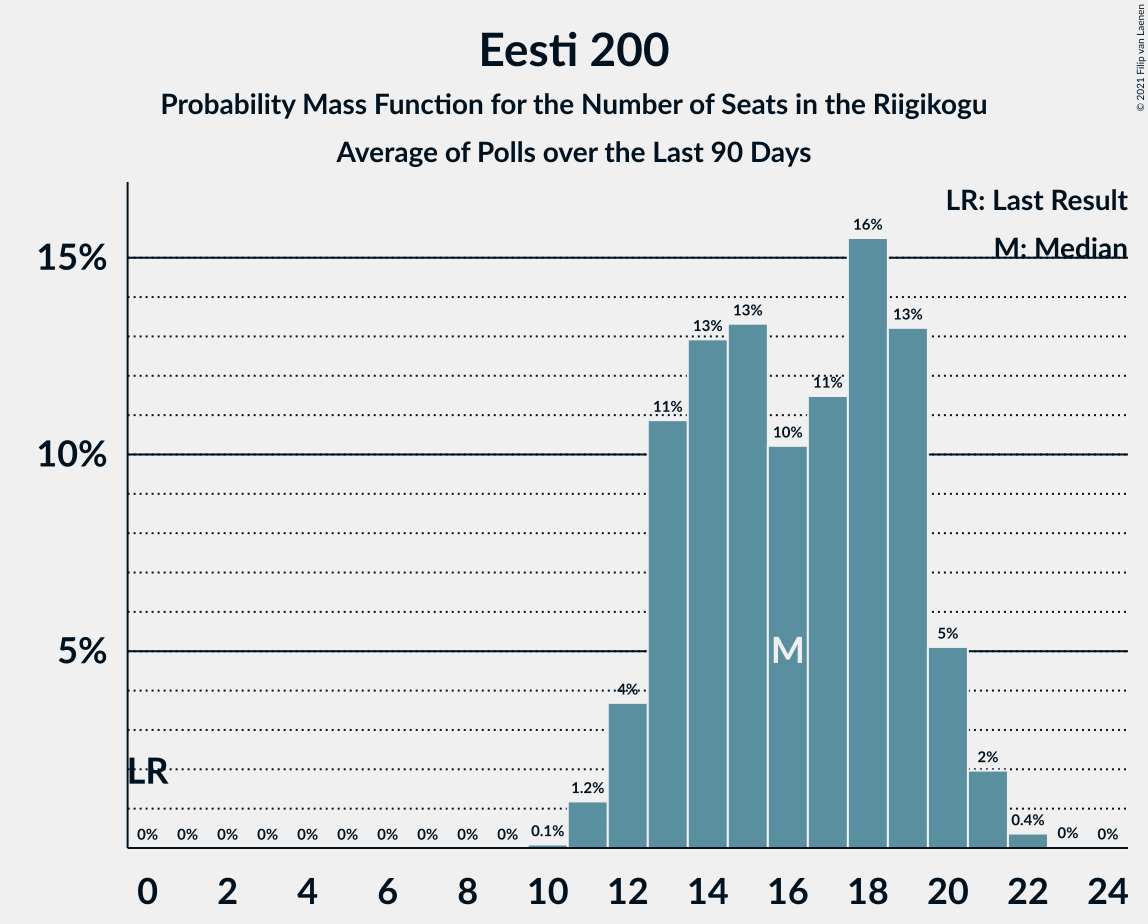 Eesti 200
Probability Mass Function for the Number of Seats in the Riigikogu
Average of Polls over the Last 90 Days
© 2021 Filip van Laenen
LR: Last Result
M: Median
15%
10%
5%
0% 0% 0% 0% 0% 0% 0% 0% 0% 0% 0.1% 1.2% 4% 11% 13% 13% 10% 11% 16% 13% 5% 2% 0.4% 0% 0%
LR
M
0 2 4 6 8 10 12 14 16 18 20 22 24